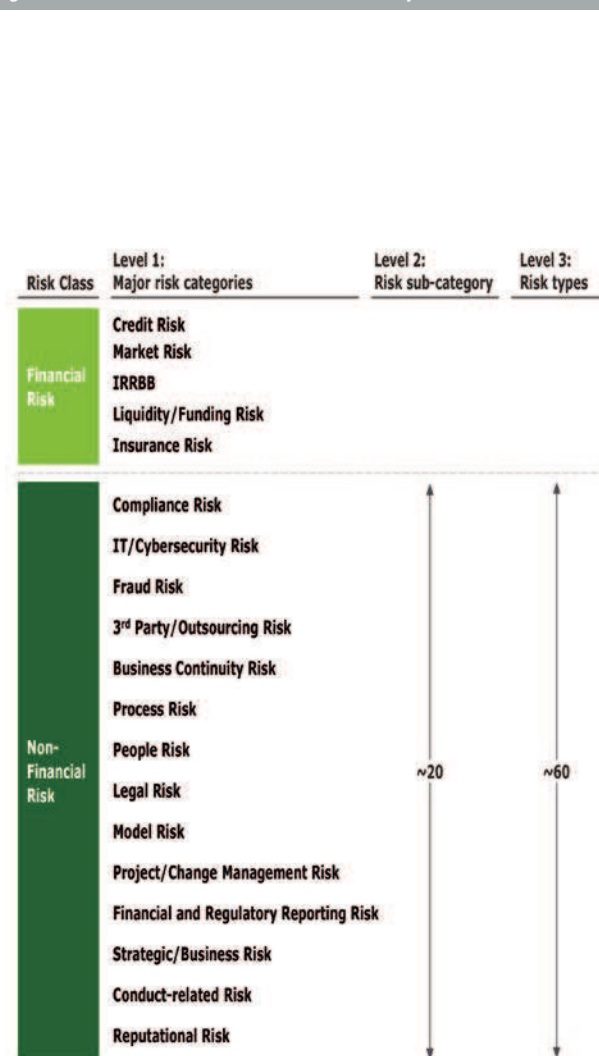 Level 1:
Level 2:
Level 3:
Risk Class
Major risk categories
Risk sub-category
Risk types
Financial
Risk
Credit Risk
Market Risk
IRRBB
Liquidity/Funding Risk
Insurance Risk
Non-
Financial
Risk
Compliance Risk
IT/Cybersecurity Risk
Fraud Risk
3rd Party/Outsourcing Risk
Business Continuity Risk
Process Risk
People Risk
Legal Risk
Model Risk
Project/Change Management Risk
Financial and Regulatory Reporting Risk
Strategic/Business Risk
Conduct-related Risk
Reputational Risk
~20
~60